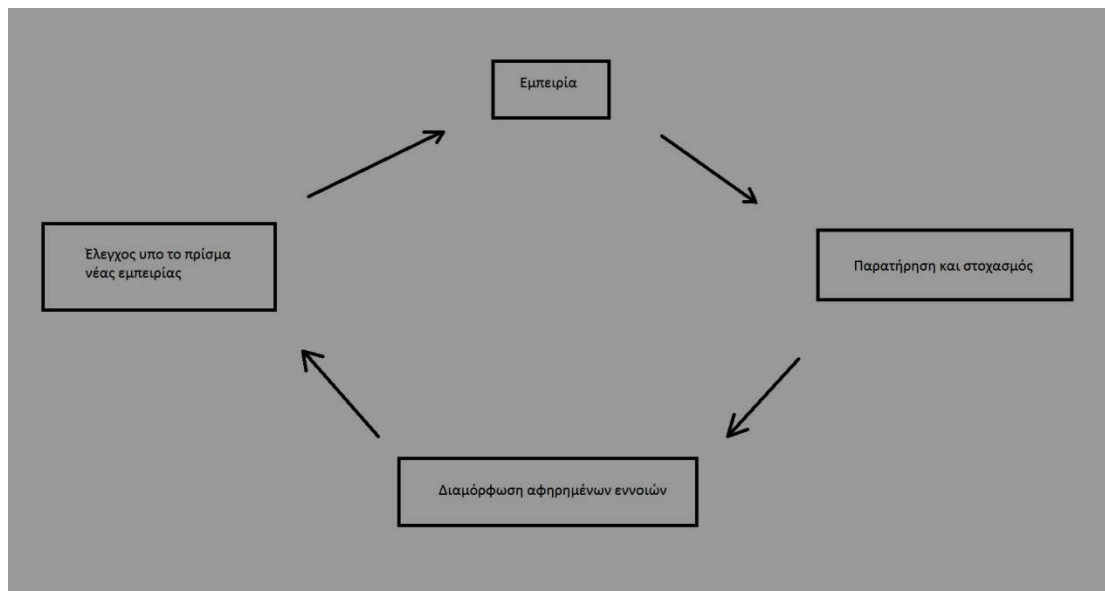 Εμπειρία
Παρατήρηση και στοχασμός
Διαμόρφωση αφηρημένων εννοιών
Έλεγχος υπο το πρίσμα
νέας εμπειρίας